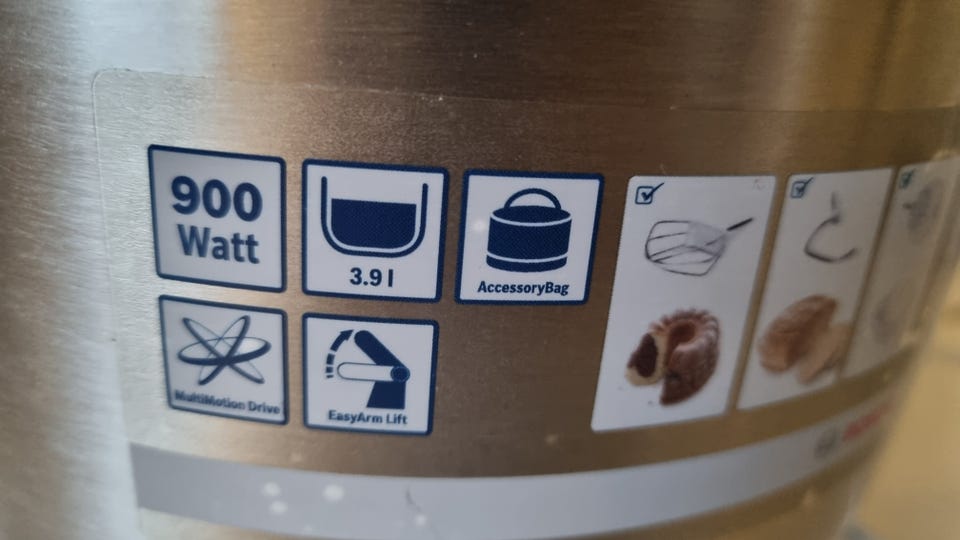 900
Watt
3.9 l
AccessoryBag
MultiMotion Drive
EasyArm Lift